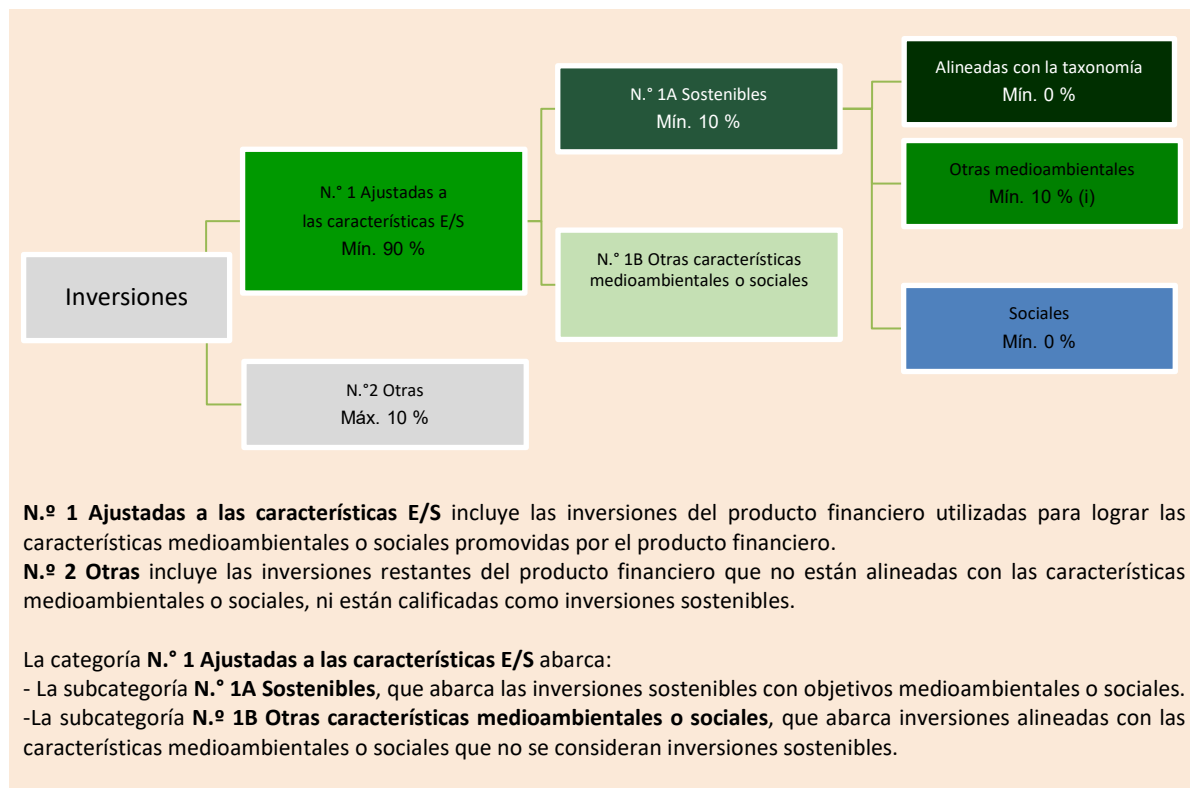 Inversiones
N.° 1 Ajustadas a
las características E/S
Mín. 90 %
N.°2 Otras
Máx. 10 %
N.° 1A Sostenibles
Mín. 10 %
N.° 1B Otras características
medioambientales o sociales
Alineadas con la taxonomía
Mín. 0 %
Otras medioambientales
Mín. 10 % (i)
Sociales
Mín. 0 %
N.º 1 Ajustadas a las características E/S incluye las inversiones del producto financiero utilizadas para lograr las
características medioambientales o sociales promovidas por el producto financiero.
N.º 2 Otras incluye las inversiones restantes del producto financiero que no están alineadas con las características
medioambientales o sociales, ni están calificadas como inversiones sostenibles.
La categoría N.° 1 Ajustadas a las características E/S abarca:
- La subcategoría N.° 1A Sostenibles, que abarca las inversiones sostenibles con objetivos medioambientales o sociales.
-La subcategoría N.º 1B Otras características medioambientales o sociales, que abarca inversiones alineadas con las
características medioambientales o sociales que no se consideran inversiones sostenibles.